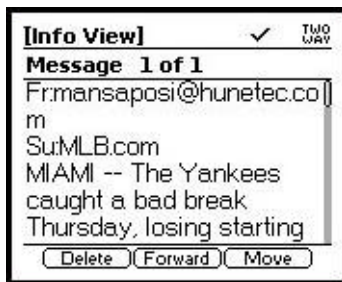 [Info View] TWO WAY
Message 1 of 1
Fr:mansaposi@hunetec.co
m
Su:MLB.com
MIAMI -- The Yankees
caught a bad break
Thursday, losing starting
Delete Forward Move